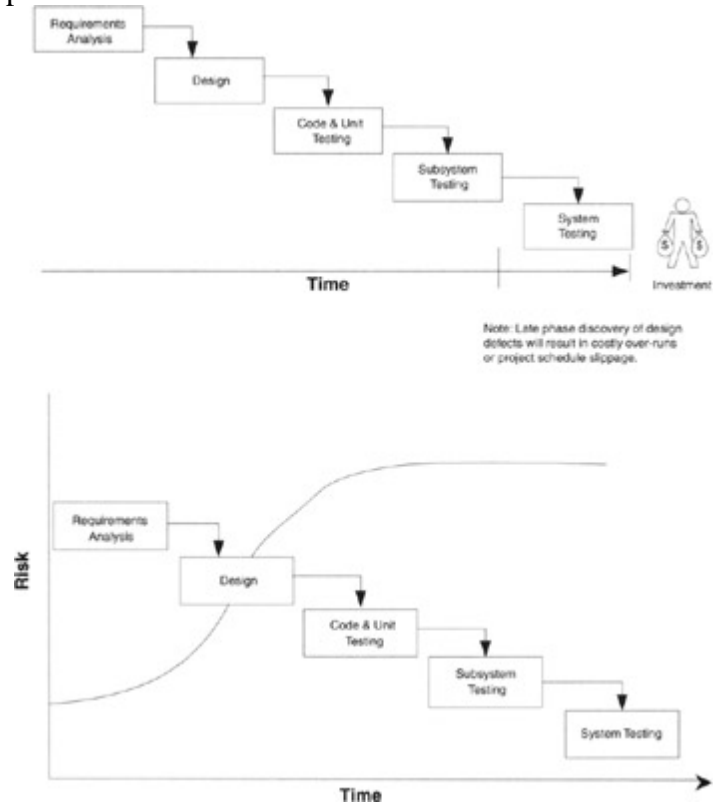 Requirements
Analysis
Design
Code & Unit
Testing
Subsystem
Testing
System
Testing
$ $
Investment
Time
Note: Late phase discovery of design
defects will result in costly over-runs
or project schedule slippage.
Requirements
Analysis
Risk
Design
Code & Unit
Testing
Subsystem
Testing
System Testing
Time